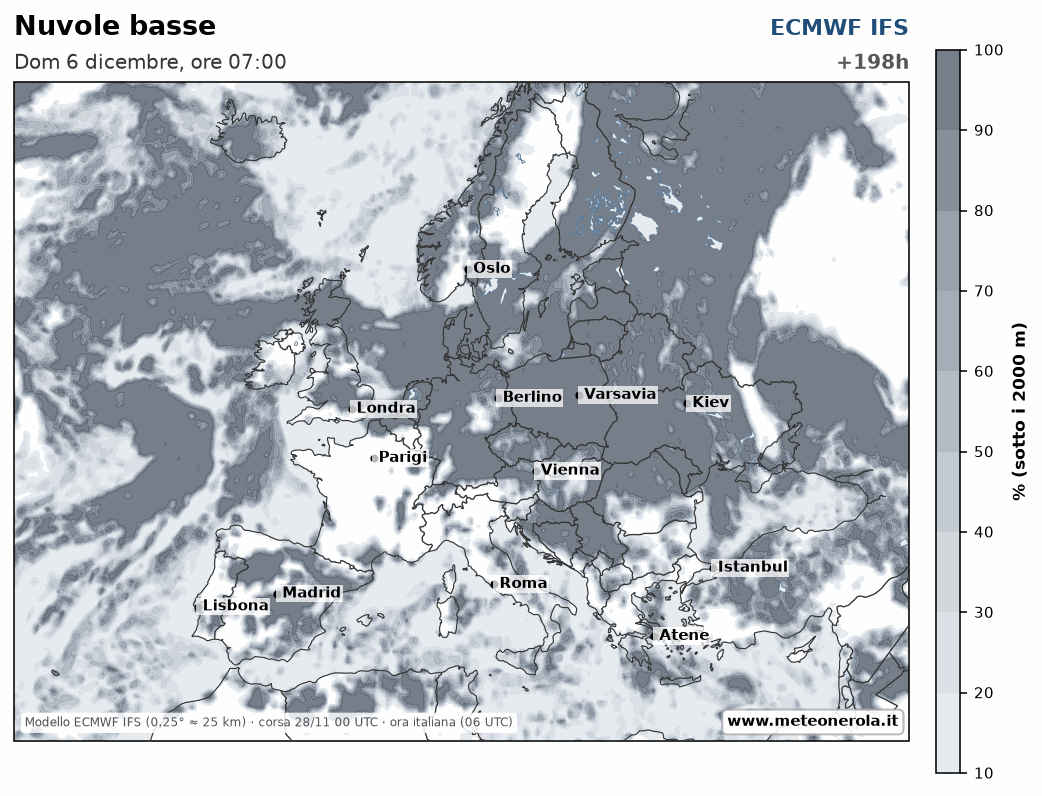 Nuvole basse
ECMWF IFS
Dom 6 dicembre, ore 07:00
+198h
100
90
80
70
60
50
40
30
20
10
% (sotto i 2000 m)
Oslo
Berlino
Varsavia
Kiev
Londra
Parigi
Vienna
Istanbul
Roma
Madrid
Lisbona
Atene
Modello ECMWF IFS (0,25° ≈ 25 km) · corsa 28/11 00 UTC · ora italiana (06 UTC)
www.meteonerola.it